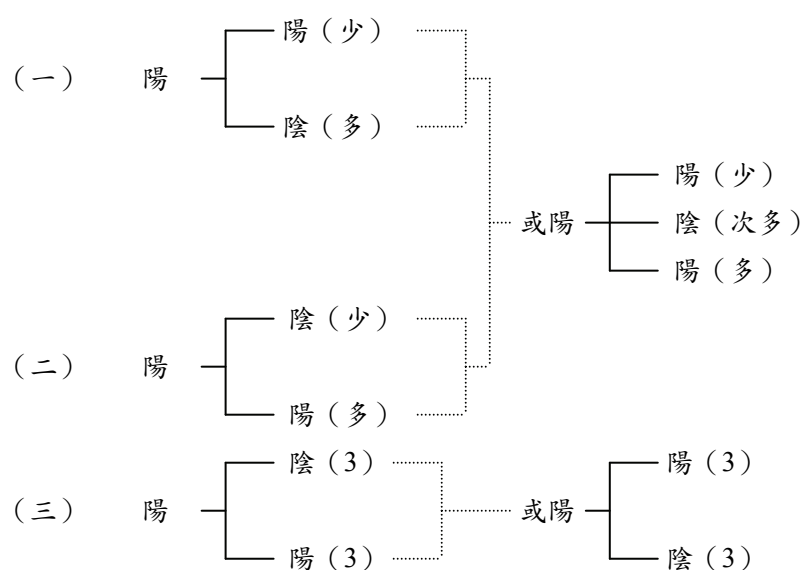 陽（少）
（一） 陽
陰（多）
陽（少）
或陽 陰（次多）
陽（多）
陰（少）
（二） 陽
陽（多）
陰（3） 陽（3）
（三） 陽 或陽
陽（3） 陰（3）